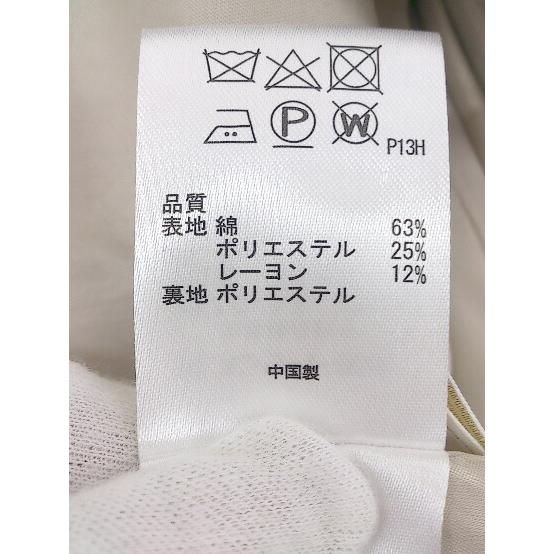 P W P13H
品質
表地 綿 63%
ポリエステル 25%
レーヨン 12%
裏地 ポリエステル
中国製